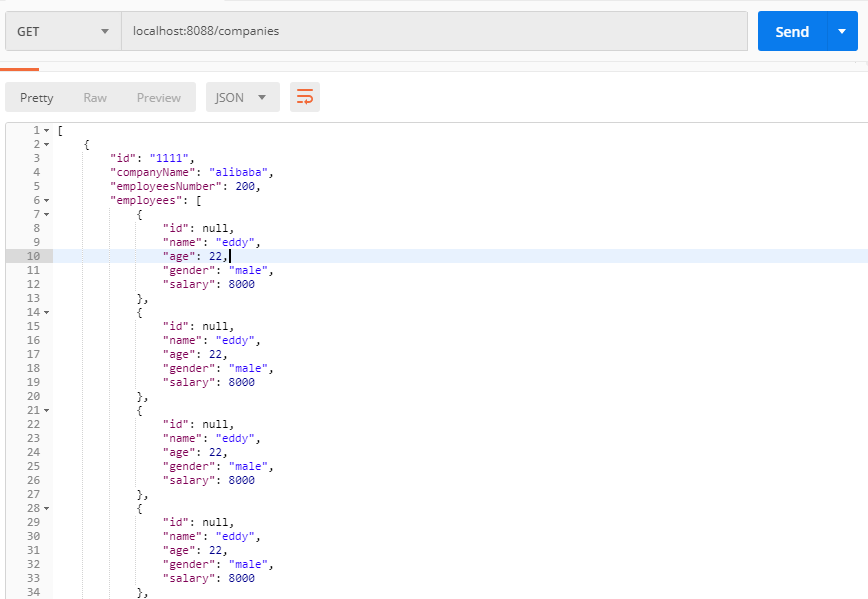 GET localhost:8088/companies Send
Pretty Raw Preview JSON
1 [
2 {
3 "id": "1111",
4 "companyName": "alibaba",
5 "employeesNumber": 200,
6 "employees": [
7 {
8 "id": null,
9 "name": "eddy",
10 "age": 22,
11 "gender": "male",
12 "salary": 8000
13 },
14 {
15 "id": null,
16 "name": "eddy",
17 "age": 22,
18 "gender": "male",
19 "salary": 8000
20 },
21 {
22 "id": null,
23 "name": "eddy",
24 "age": 22,
25 "gender": "male",
26 "salary": 8000
27 },
28 {
29 "id": null,
30 "name": "eddy",
31 "age": 22,
32 "gender": "male",
33 "salary": 8000
34 },